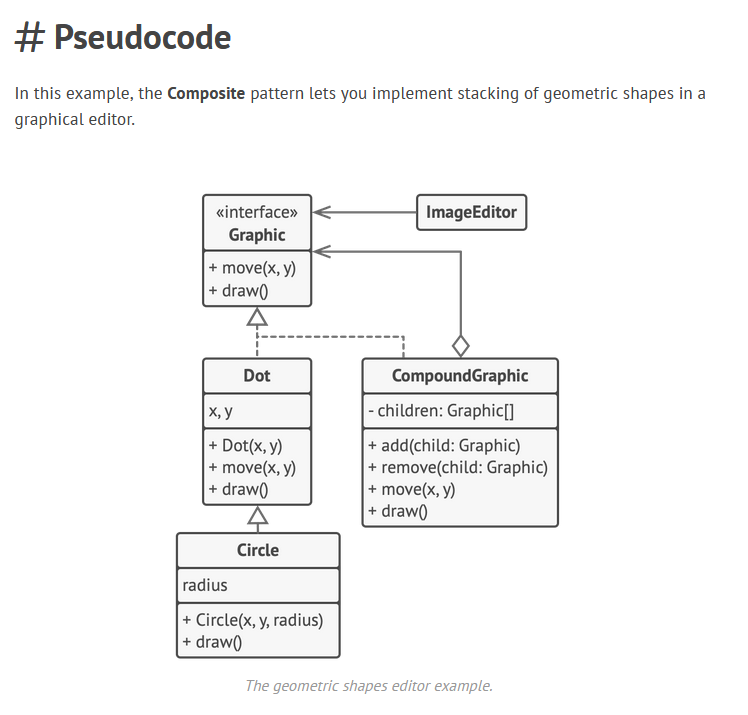 # Pseudocode
In this example, the Composite pattern lets you implement stacking of geometric shapes in a
graphical editor.
«interface»
Graphic
+ move(x, y)
+ draw()
ImageEditor
Dot
x, y
+ Dot(x, y)
+ move(x, y)
+ draw()
CompoundGraphic
- children: Graphic[]
+ add(child: Graphic)
+ remove(child: Graphic)
+ move(x, y)
+ draw()
Circle
radius
+ Circle(x, y, radius)
+ draw()
The geometric shapes editor example.